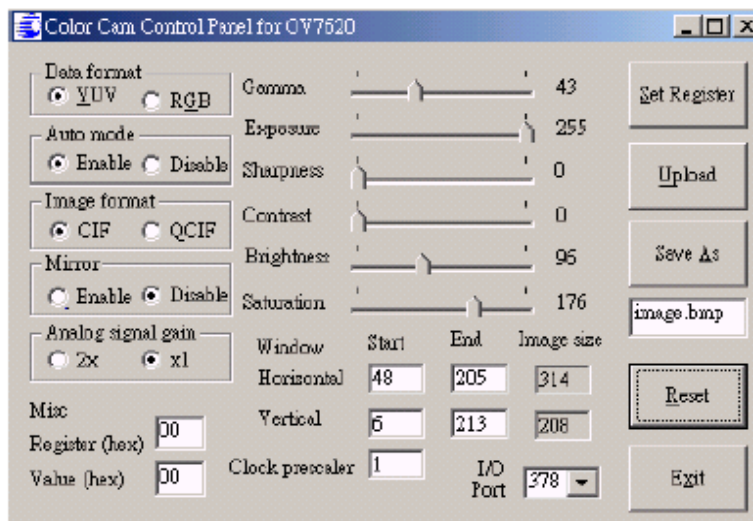 Color Cam Control Panel for OV7620
Data format
YUV RGB
Auto mode
Enable Disable
Image format
CIF QCIF
Mirror
Enable Disable
Analog signal gain
2x x1
Misc
Register (hex) 00
Value (hex) 00
Gamma 43
Exposure 255
Sharpness 0
Contrast 0
Brightness 96
Saturation 176
Window Start End Image size
Horizontal 48 205 314
Vertical 6 213 208
Clock prescaler 1
I/O Port 378
Set Register
Upload
Save As
image.bmp
Reset
Exit